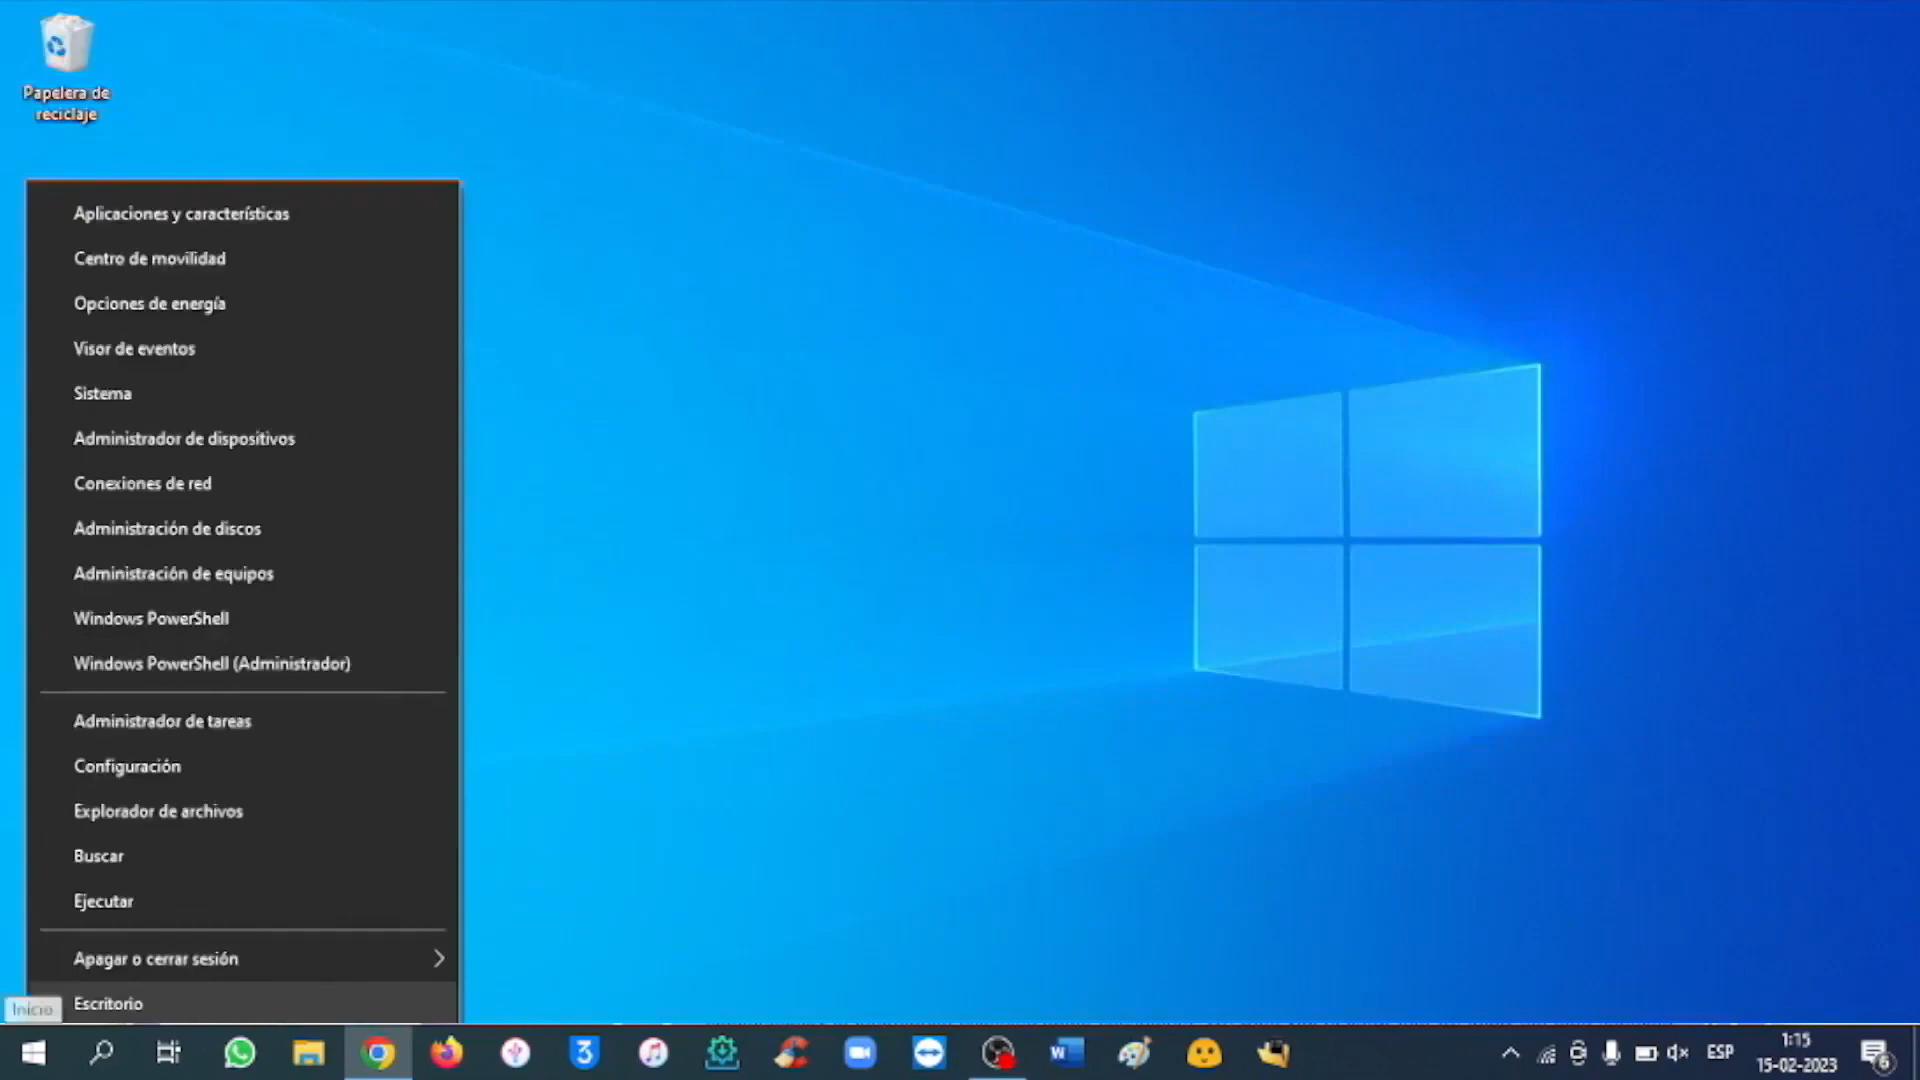 Papelera de
reciclaje
Aplicaciones y características
Centro de movilidad
Opciones de energía
Visor de eventos
Sistema
Administrador de dispositivos
Conexiones de red
Administración de discos
Administración de equipos
Windows PowerShell
Windows PowerShell (Administrador)
Administrador de tareas
Configuración
Explorador de archivos
Buscar
Ejecutar
Apagar o cerrar sesión
Escritorio
Inicio
3
W
ESP
1:15
15-02-2023
6